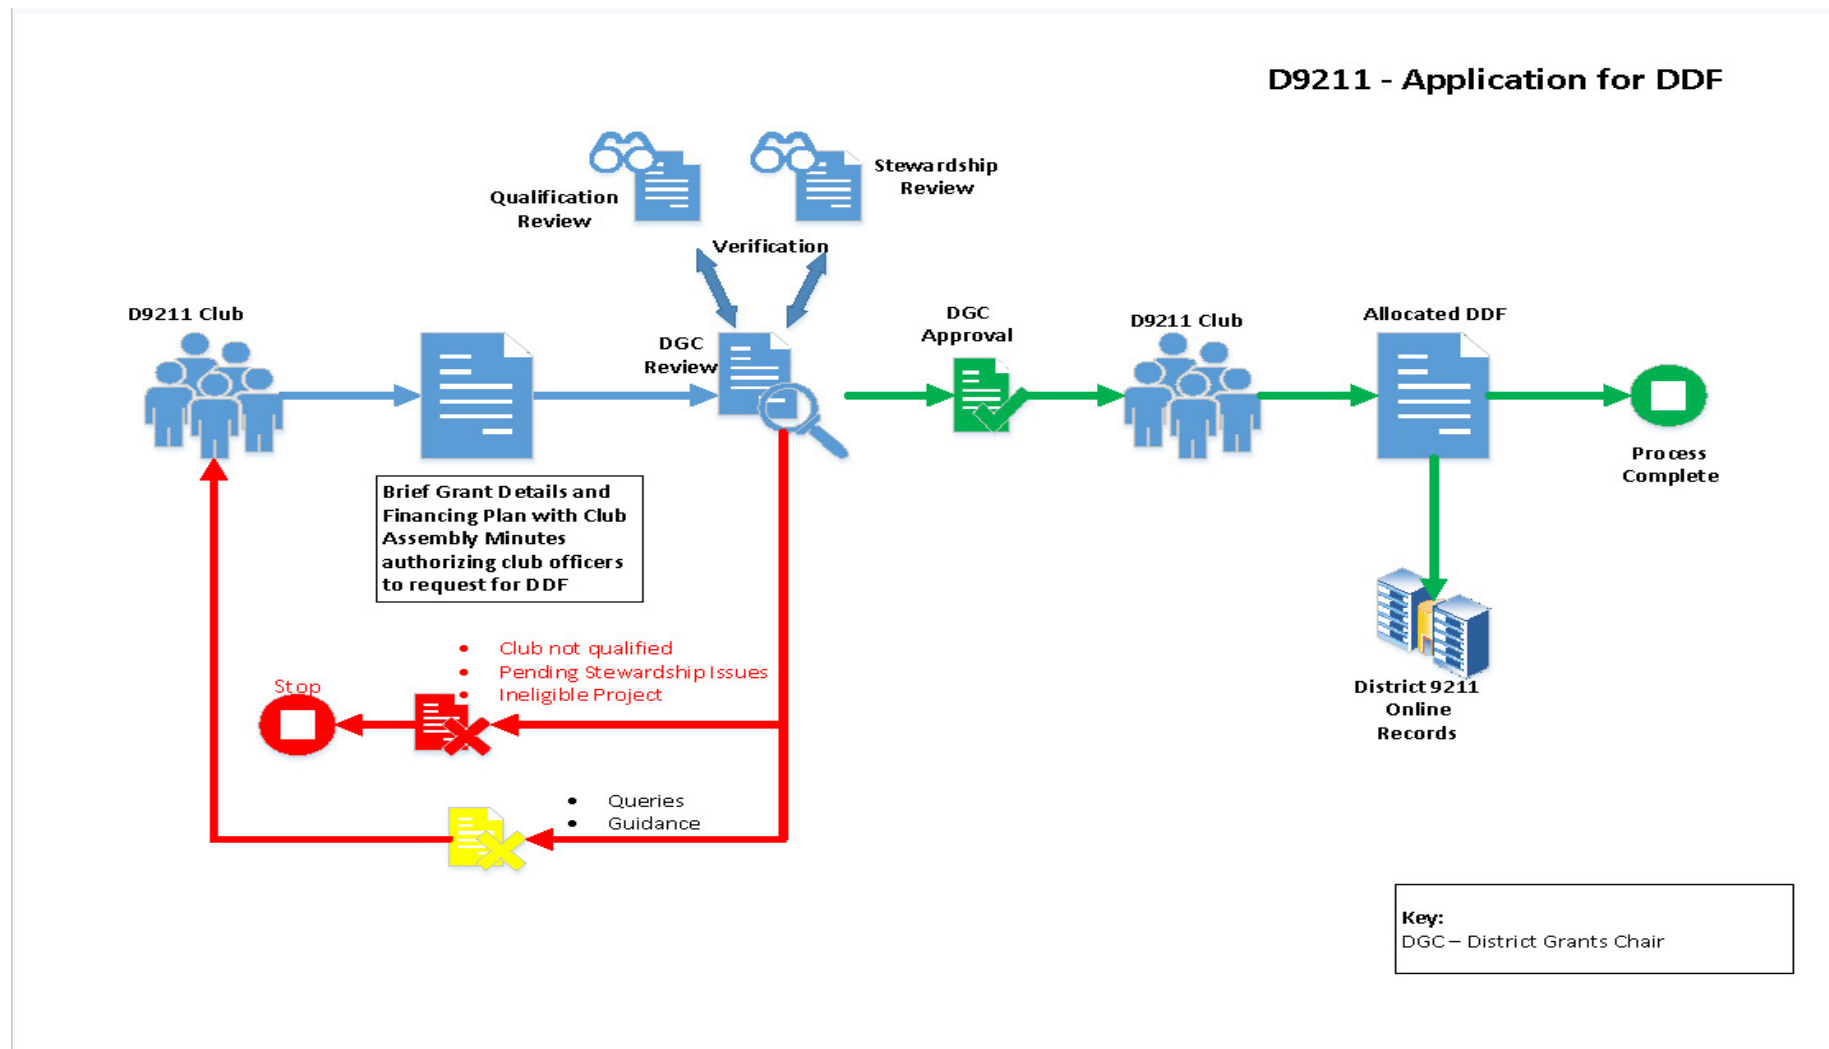 D9211 - Application for DDF
Stewardship
Review
Qualification
Review
Verification
D9211 Club
DGC
Review
DGC
Approval
D9211 Club
Allocated DDF
Process
Complete
Brief Grant Details and
Financing Plan with Club
Assembly Minutes
authorizing club officers
to request for DDF
• Club not qualified
• Pending Stewardship Issues
• Ineligible Project
Stop
District 9211
Online
Records
• Queries
• Guidance
Key:
DGC – District Grants Chair